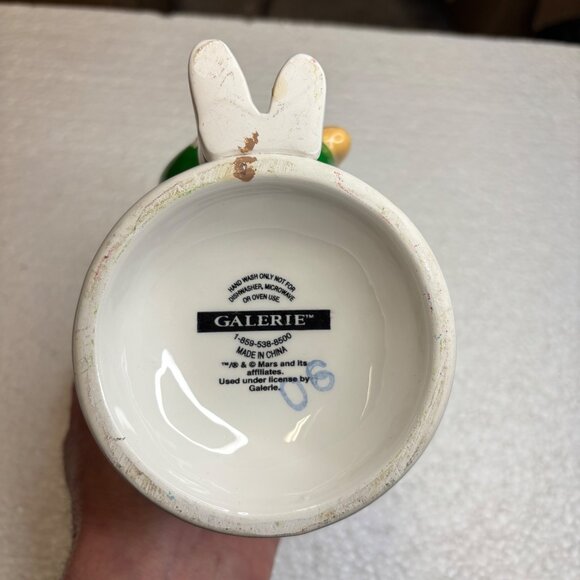 HAND WASH ONLY NOT FOR
DISHWASHER, MICROWAVE
OR OVEN USE.
GALERIE™
1-859-538-8500
MADE IN CHINA
™/® & © Mars and its
affiliates.
Used under license by
Galerie.
06